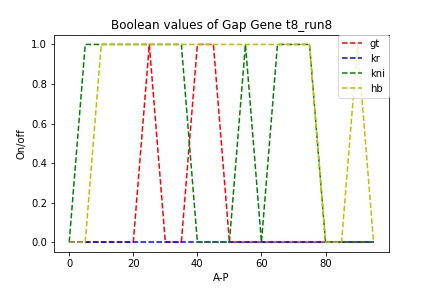 Boolean values of Gap Gene t8_run8
1.0
0.8
0.6
0.4
0.2
0.0
On/off
gt
kr
kni
hb
0 20 40 60 80
A-P